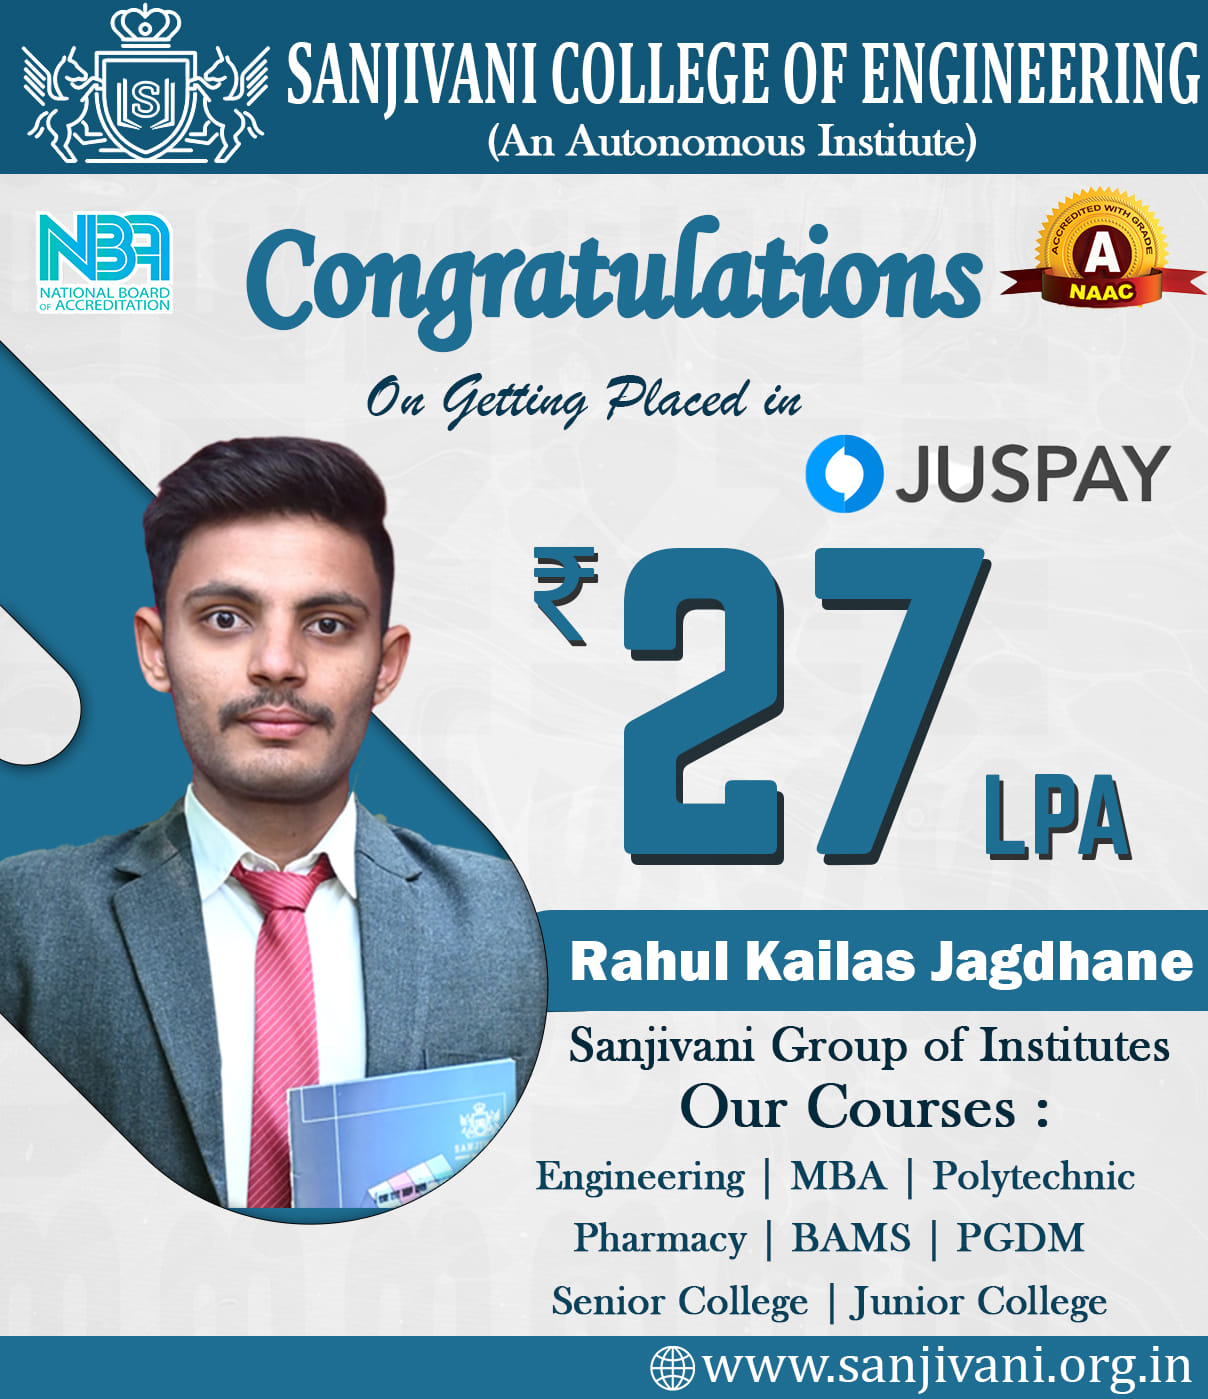 SANJIVANI COLLEGE OF ENGINEERING
(An Autonomous Institute)
NBA
NATIONAL BOARD
OF ACCREDITATION
Congratulations
ACCREDITED WITH GRADE
A
NAAC
On Getting Placed in
JUSPAY
₹ 27 LPA
Rahul Kailas Jagdhane
Sanjivani Group of Institutes
Our Courses :
Engineering | MBA | Polytechnic
Pharmacy | BAMS | PGDM
Senior College | Junior College
www.sanjivani.org.in